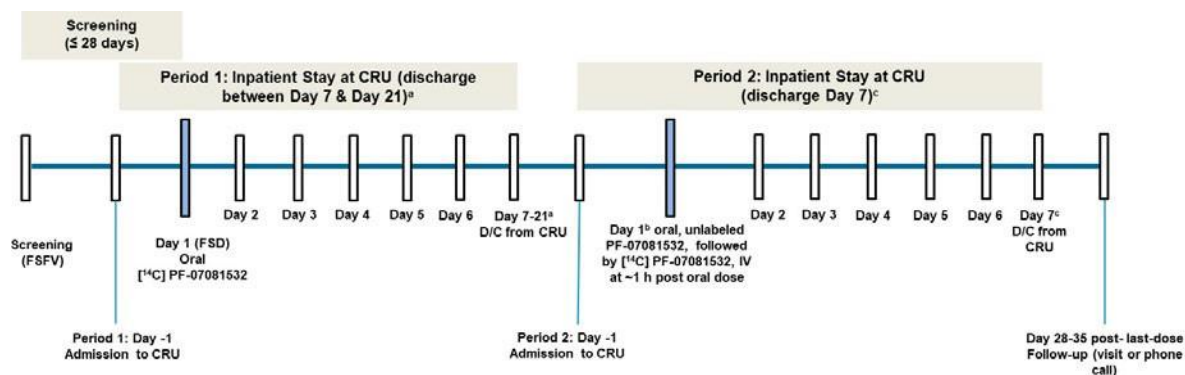 Screening
(≤ 28 days)
Period 1: Inpatient Stay at CRU (discharge
between Day 7 & Day 21)ᵃ
Period 2: Inpatient Stay at CRU
(discharge Day 7)ᶜ
Screening
(FSFV)
Day 1 (FSD)
Oral
[¹⁴C] PF-07081532
Day 2
Day 3
Day 4
Day 5
Day 6
Day 7-21ᵃ
D/C from CRU
Day 1ᵇ oral, unlabeled
PF-07081532, followed
by [¹⁴C] PF-07081532, IV
at ~1 h post oral dose
Day 2
Day 3
Day 4
Day 5
Day 6
Day 7ᶜ
D/C from
CRU
Period 1: Day -1
Admission to CRU
Period 2: Day -1
Admission to CRU
Day 28-35 post- last-dose
Follow-up (visit or phone
call)